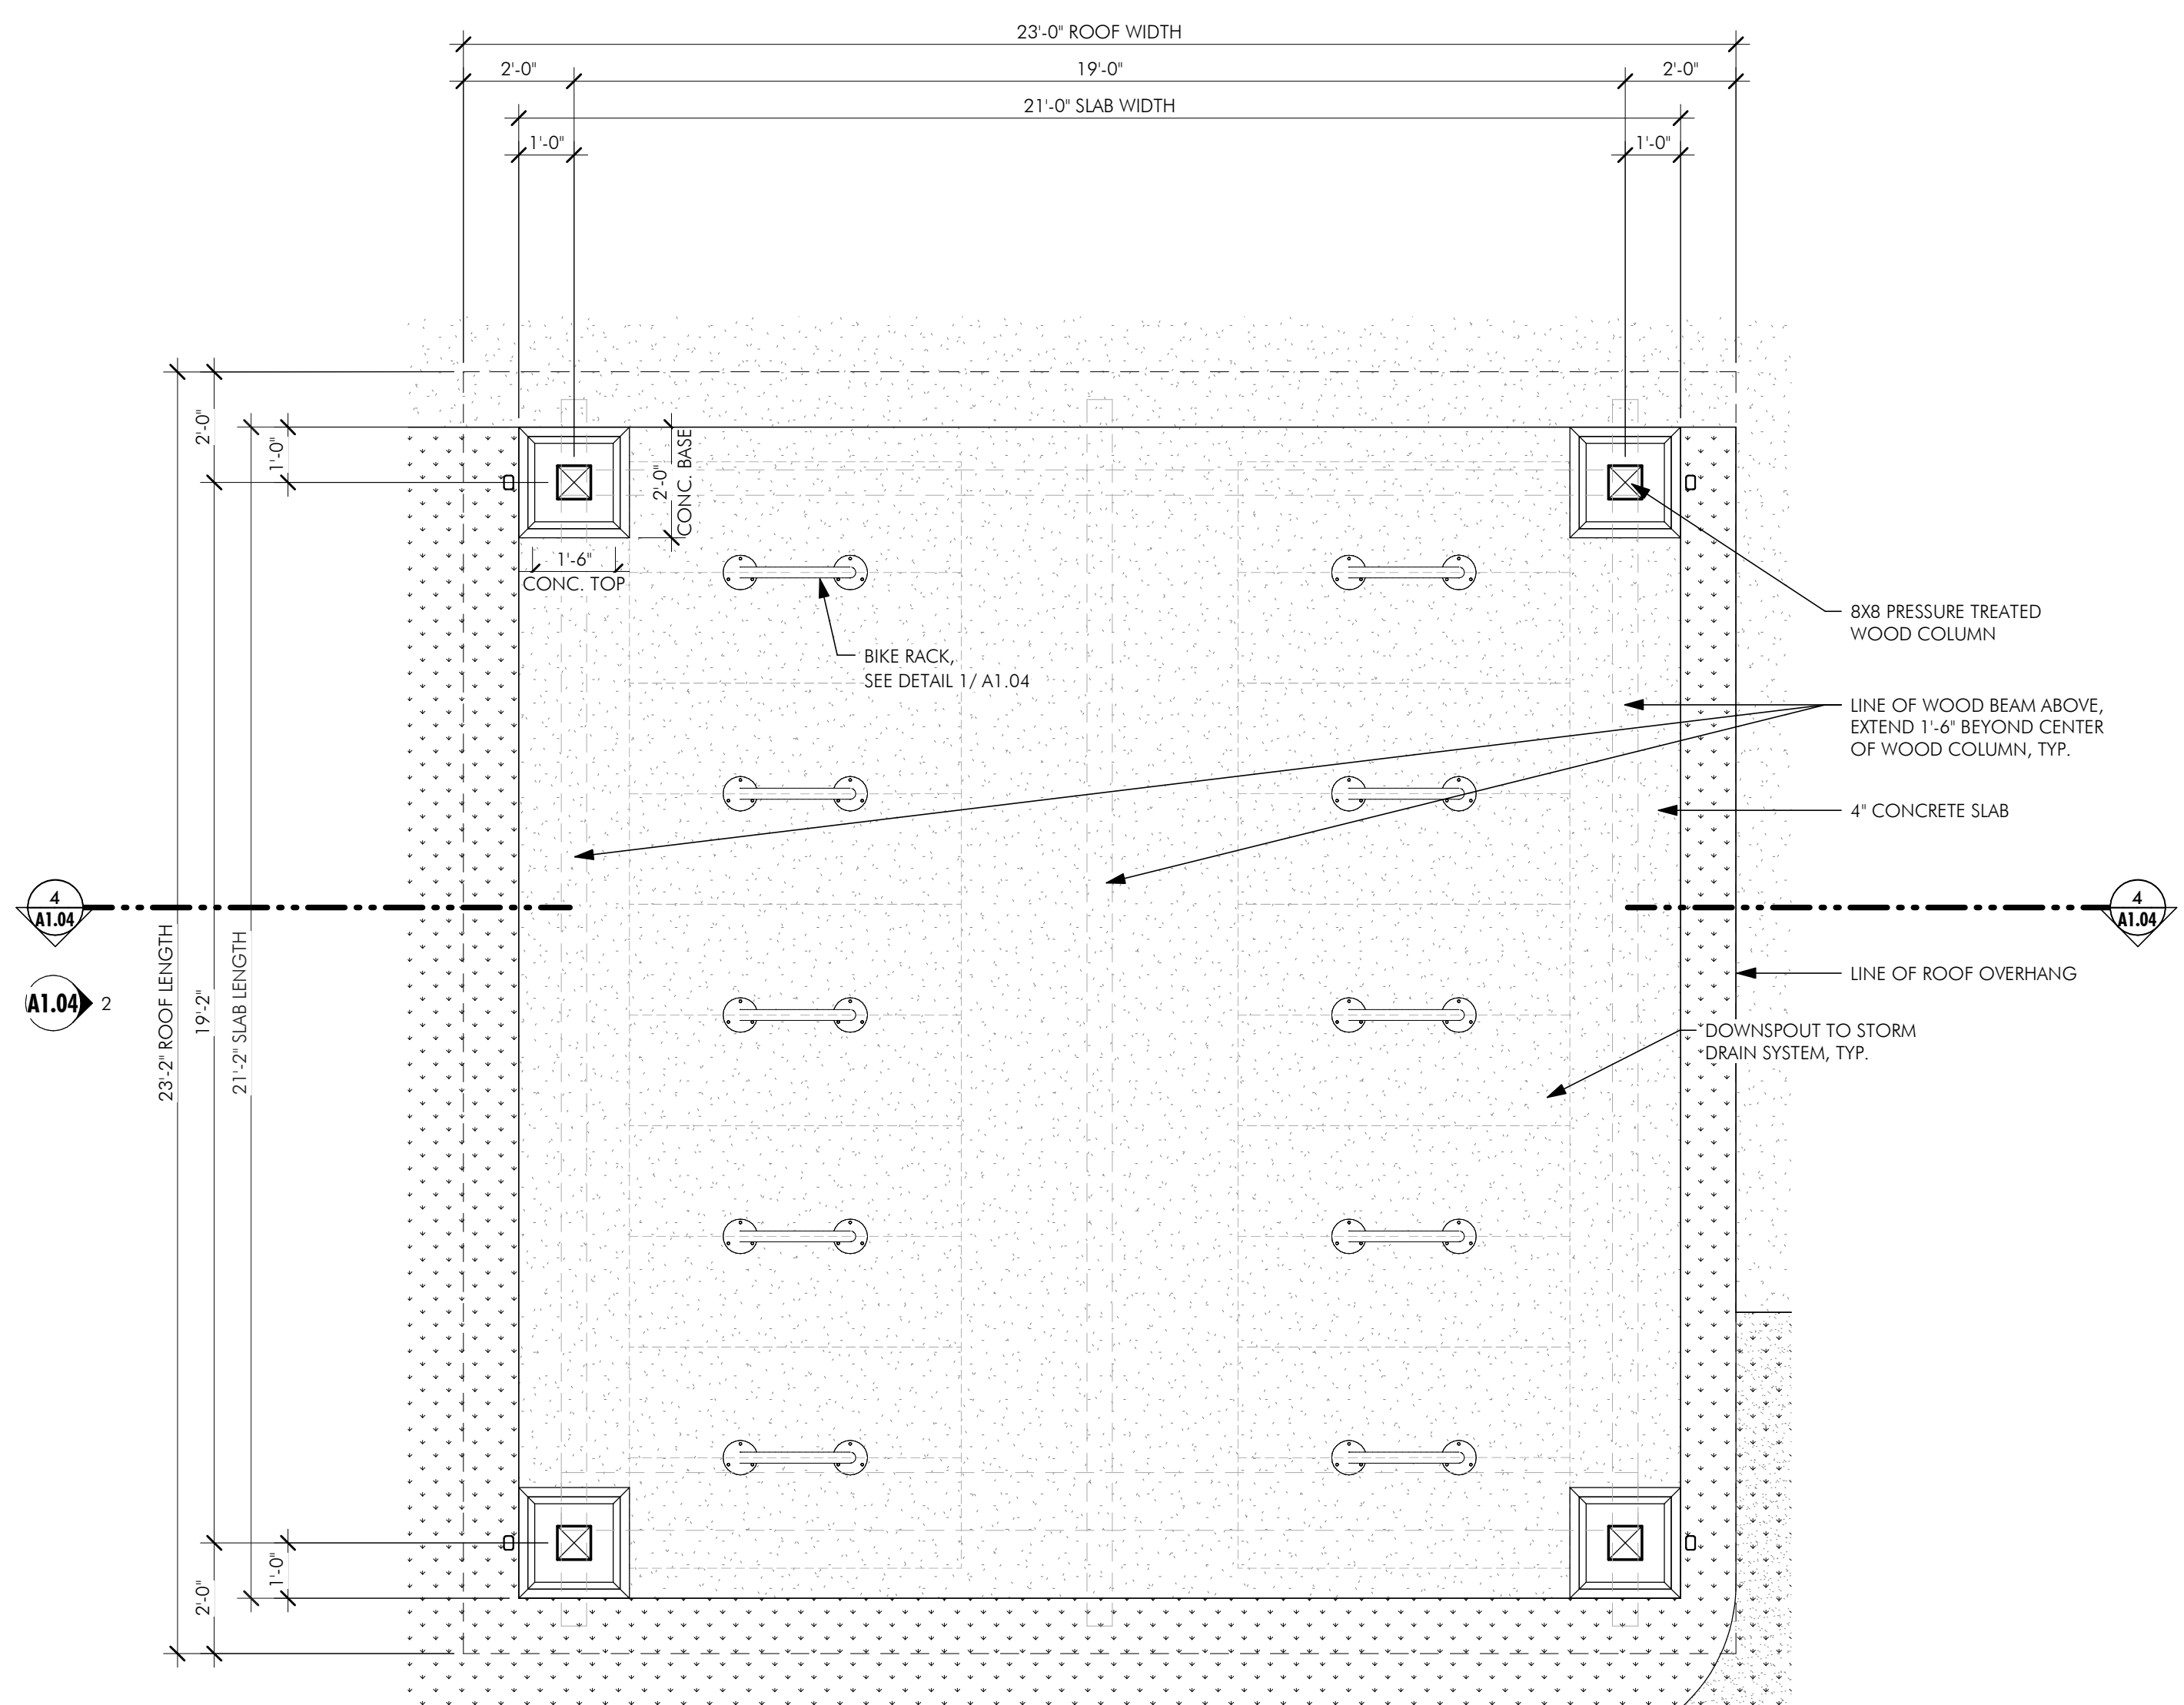 23'-0" ROOF WIDTH
2'-0"
19'-0"
2'-0"
21'-0" SLAB WIDTH
1'-0"
1'-0"
2'-0"
1'-0"
2'-0"
CONC. BASE
1'-6"
CONC. TOP
BIKE RACK,
SEE DETAIL 1/ A1.04
8X8 PRESSURE TREATED
WOOD COLUMN
LINE OF WOOD BEAM ABOVE,
EXTEND 1'-6" BEYOND CENTER
OF WOOD COLUMN, TYP.
4" CONCRETE SLAB
4
A1.04
4
A1.04
23'-2" ROOF LENGTH
19'-2"
21'-2" SLAB LENGTH
A1.04
2
LINE OF ROOF OVERHANG
DOWNSPOUT TO STORM
DRAIN SYSTEM, TYP.
1'-0"
2'-0"